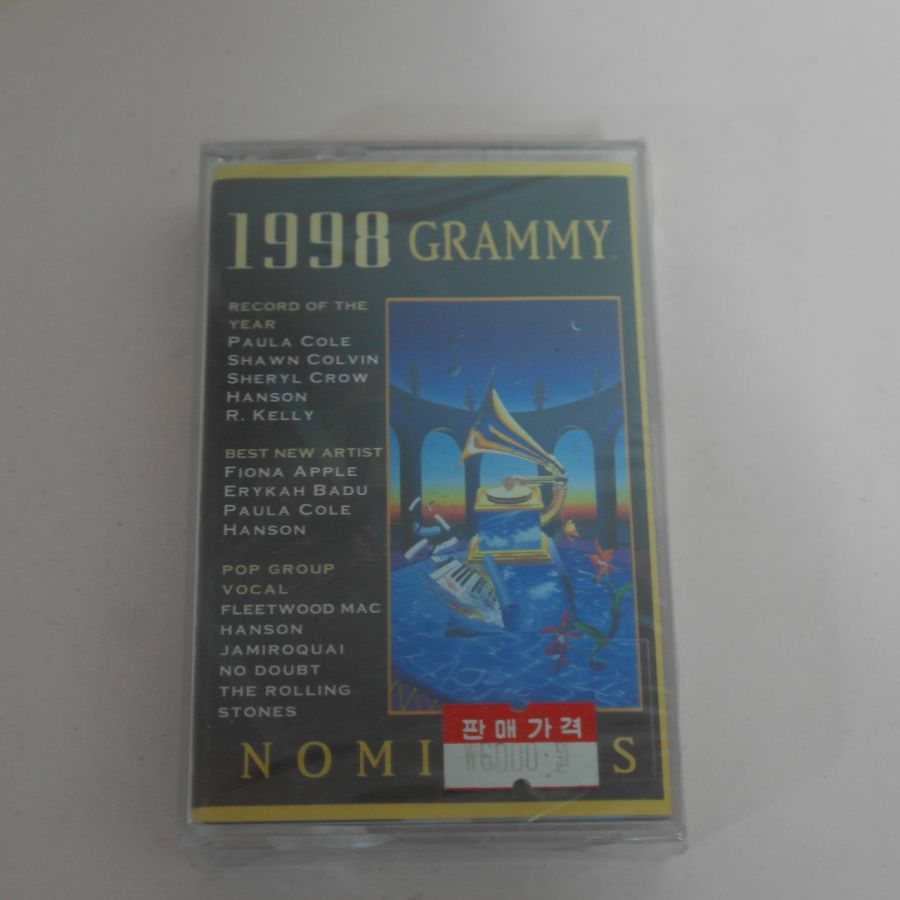 1998 GRAMMY
RECORD OF THE
YEAR
PAULA COLE
SHAWN COLVIN
SHERYL CROW
HANSON
R. KELLY
BEST NEW ARTIST
FIONA APPLE
ERYKAH BADU
PAULA COLE
HANSON
POP GROUP
VOCAL
FLEETWOOD MAC
HANSON
JAMIROQUAI
NO DOUBT
THE ROLLING
STONES
판매가격
₩6000.원
NOMI S